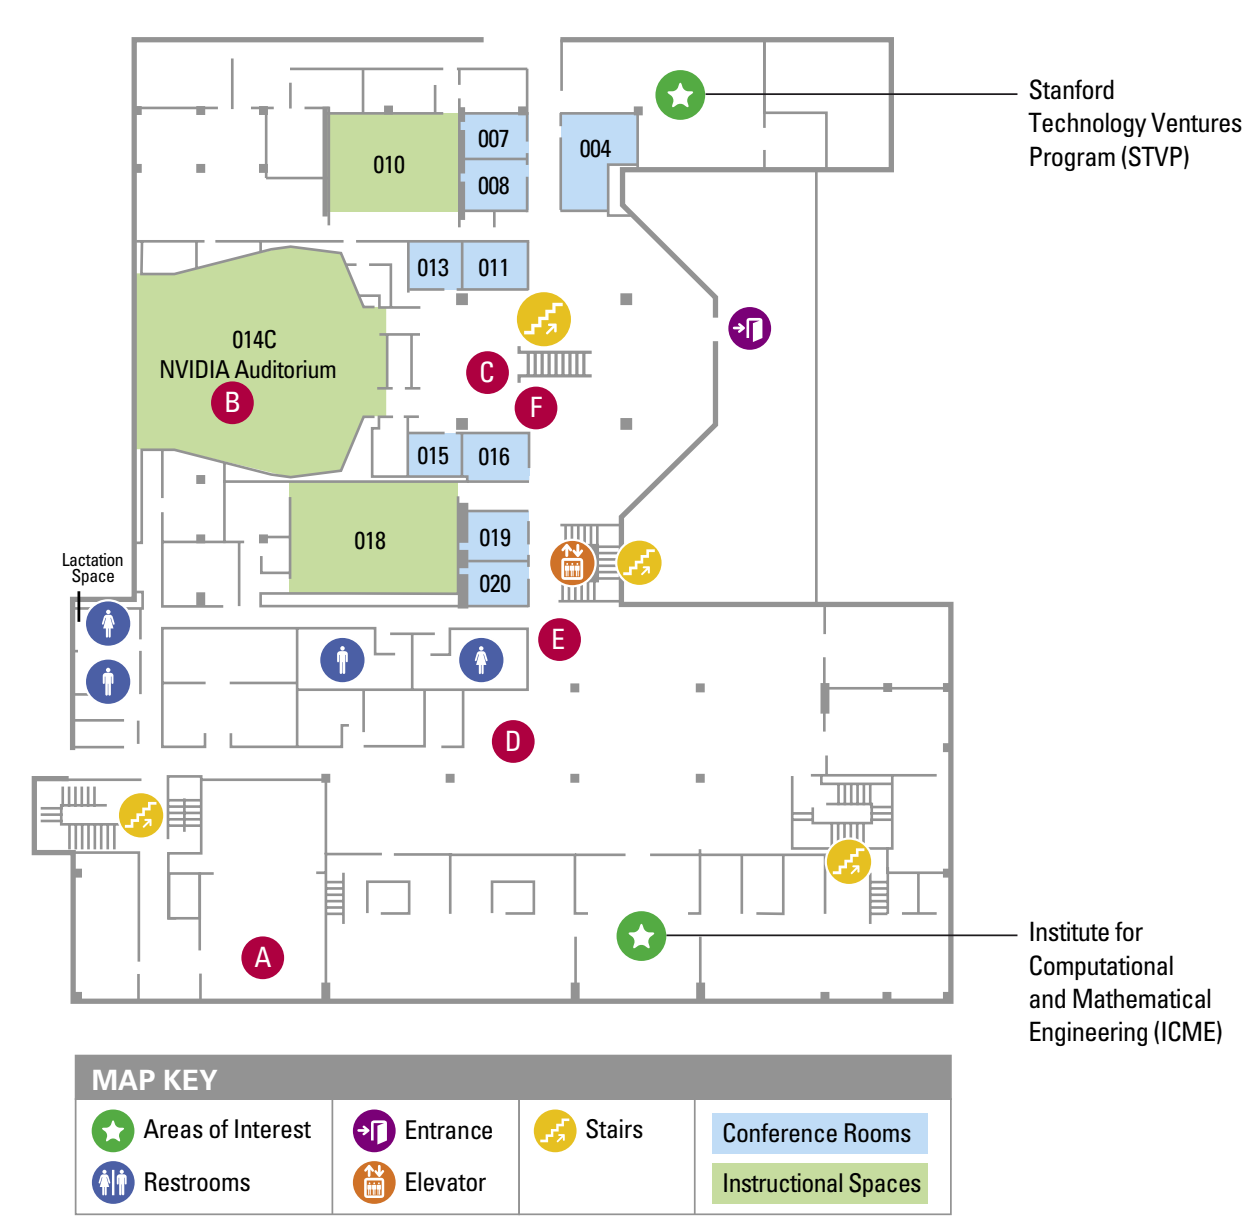 Stanford
Technology Ventures
Program (STVP)
007
004
010
008
013
011
014C
NVIDIA Auditorium
B
C
F
015
016
018
019
020
Lactation
Space
E
D
A
Institute for
Computational
and Mathematical
Engineering (ICME)
MAP KEY
Areas of Interest
Entrance
Stairs
Conference Rooms
Restrooms
Elevator
Instructional Spaces